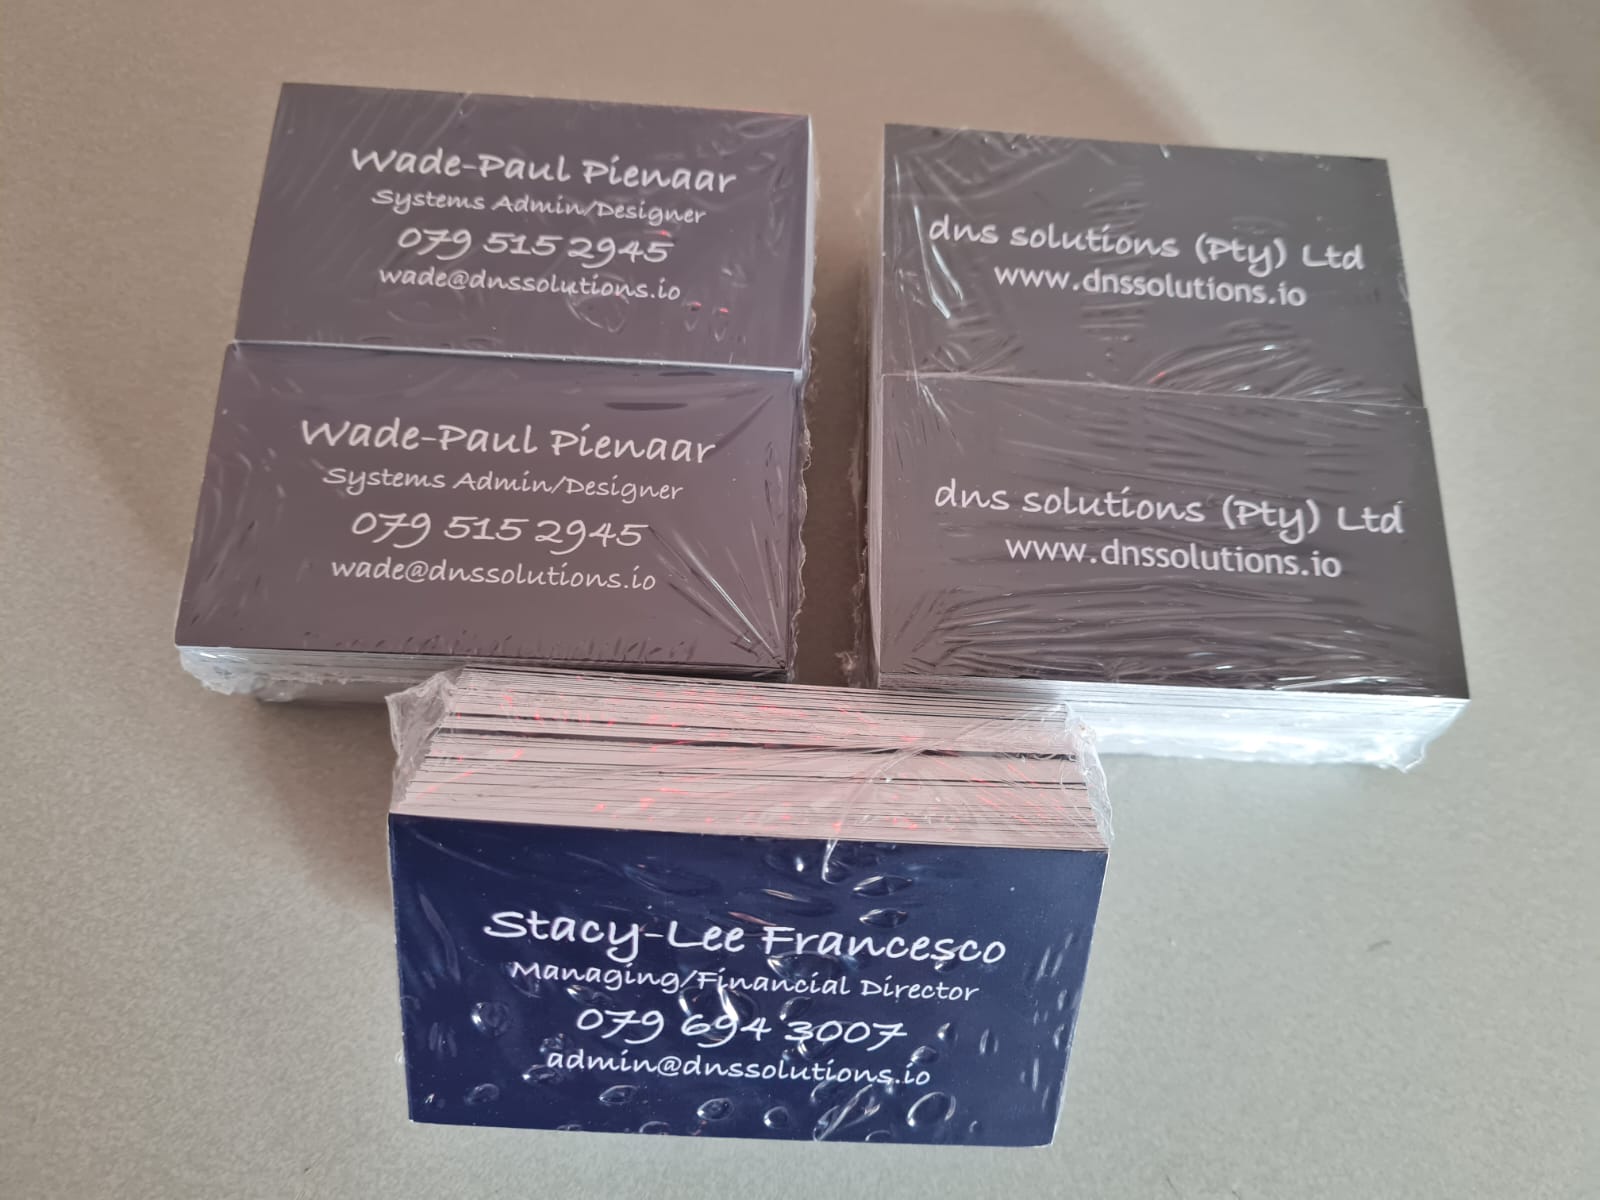 Wade-Paul Pienaar
Systems Admin/Designer
079 515 2945
wade@dnssolutions.io
dns solutions (Pty) Ltd
www.dnssolutions.io
Wade-Paul Pienaar
Systems Admin/Designer
079 515 2945
wade@dnssolutions.io
dns solutions (Pty) Ltd
www.dnssolutions.io
Stacy-Lee Francesco
Managing/Financial Director
079 694 3007
admin@dnssolutions.io